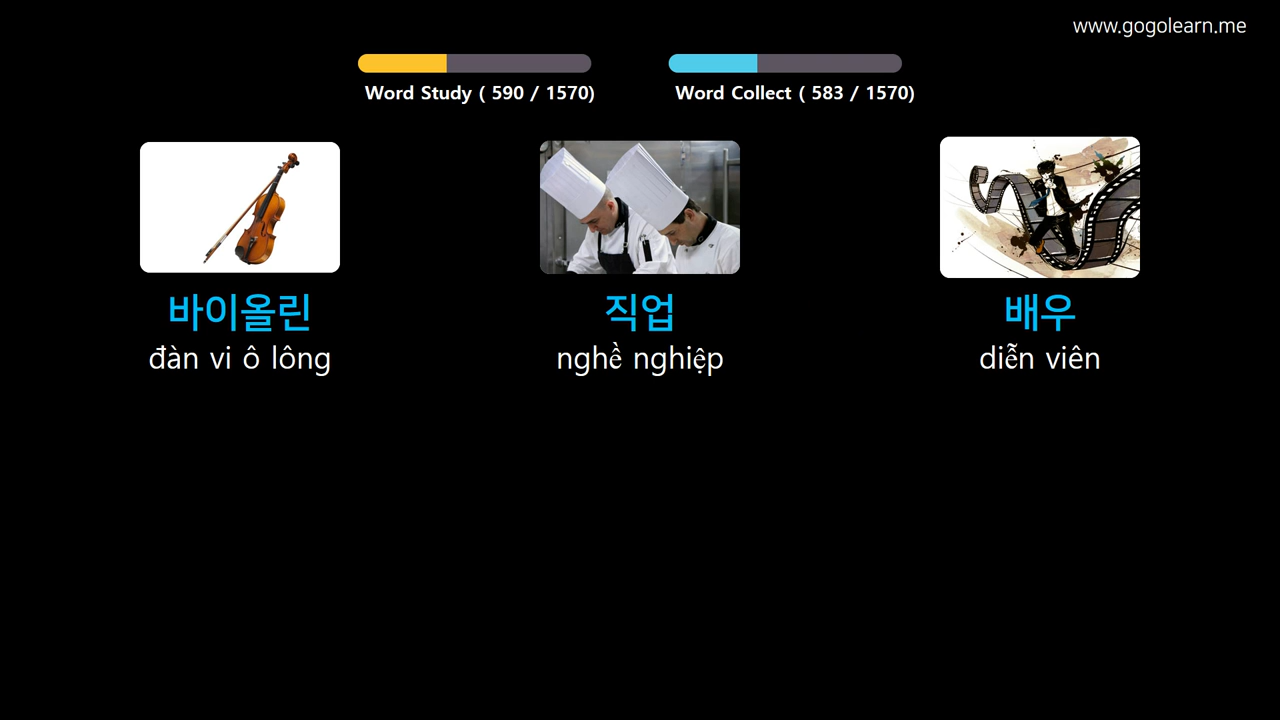 www.gogolearn.me
Word Study ( 590 / 1570)
Word Collect ( 583 / 1570)
바이올린
đàn vi ô lông
직업
nghề nghiệp
배우
diễn viên